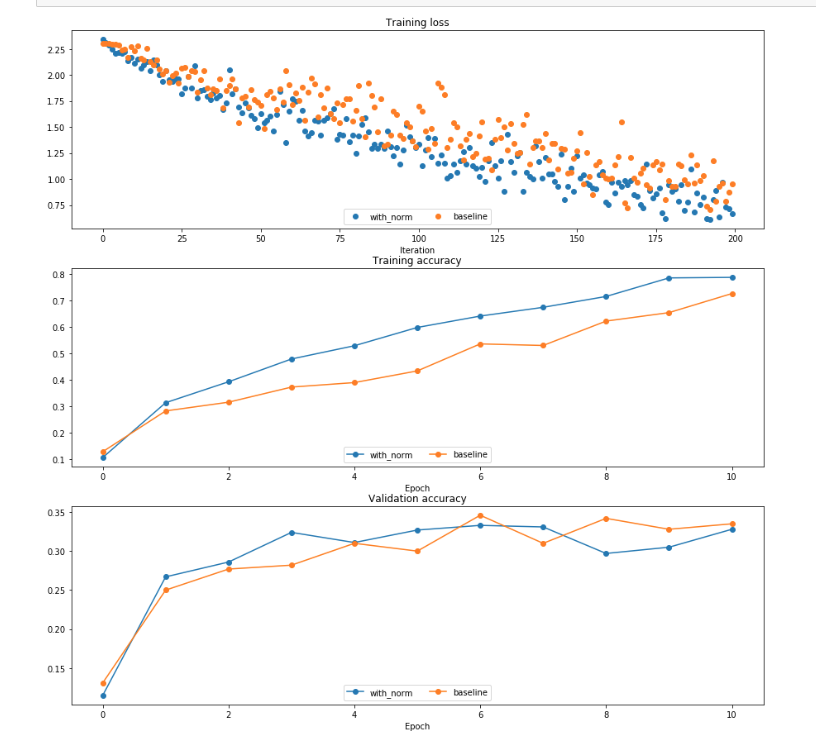 Training loss
2.25
2.00
1.75
1.50
1.25
1.00
0.75
with_norm baseline
0 25 50 75 100 125 150 175 200
Iteration
Training accuracy
0.8
0.7
0.6
0.5
0.4
0.3
0.2
0.1
with_norm baseline
0 2 4 6 8 10
Epoch
Validation accuracy
0.35
0.30
0.25
0.20
0.15
with_norm baseline
0 2 4 6 8 10
Epoch